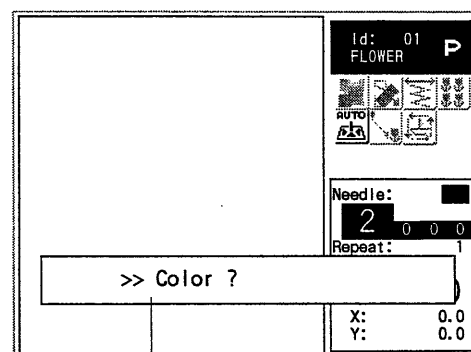 Id: 01
FLOWER
P
AUTO
Needle:
2 0 0 0
Repeat: 1
>> Color ?
X: 0.0
Y: 0.0